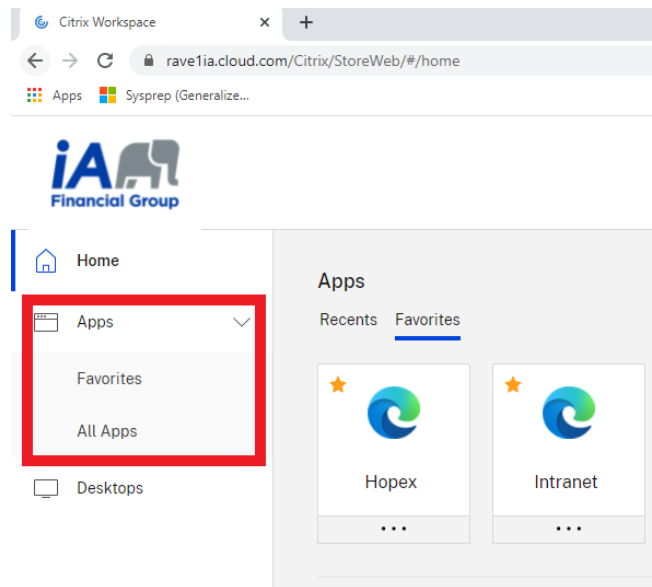 Citrix Workspace
rave1ia.cloud.com/Citrix/StoreWeb/#/home
Apps Sysprep (Generalize...
iA
Financial Group
Home
Apps
Favorites
All Apps
Desktops
Apps
Recents Favorites
Hopex Intranet